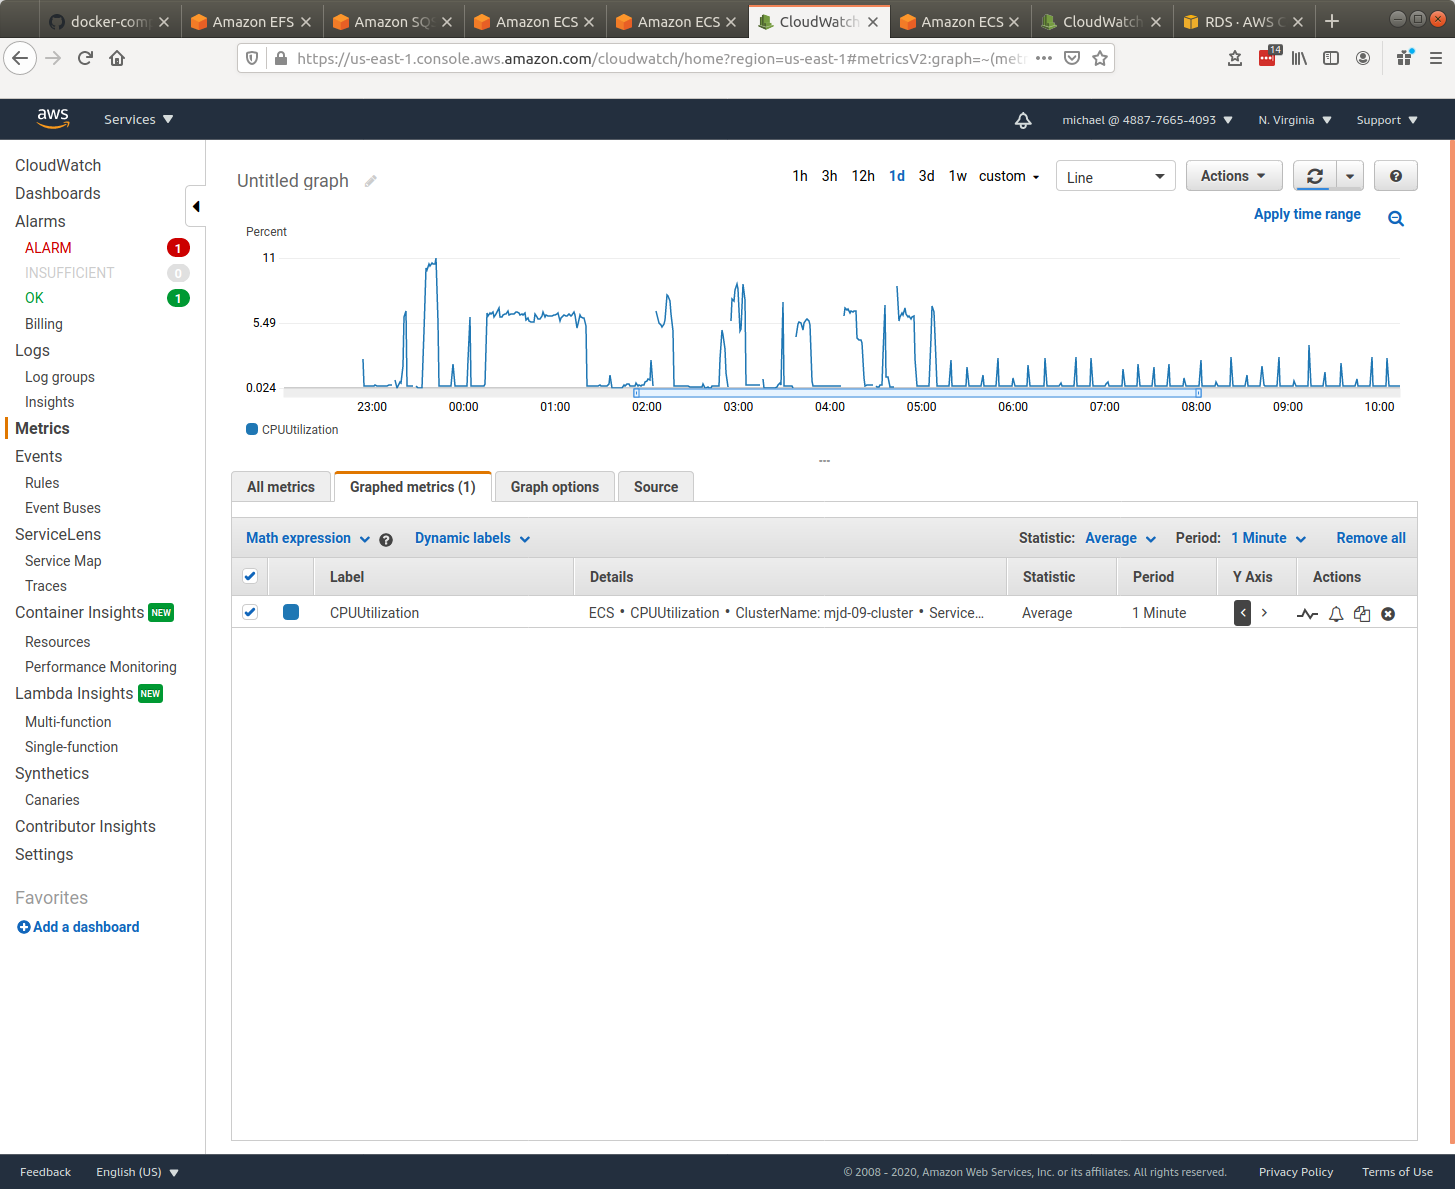 docker-comp
Amazon EFS
Amazon SQS
Amazon ECS
Amazon ECS
CloudWatch
Amazon ECS
CloudWatch
RDS · AWS C
https://us-east-1.console.aws.amazon.com/cloudwatch/home?region=us-east-1#metricsV2:graph=~(metr
14
aws
Services
michael @ 4887-7665-4093
N. Virginia
Support
CloudWatch
Dashboards
Alarms
ALARM 1
INSUFFICIENT 0
OK 1
Billing
Logs
Log groups
Insights
Metrics
Events
Rules
Event Buses
ServiceLens
Service Map
Traces
Container Insights NEW
Resources
Performance Monitoring
Lambda Insights NEW
Multi-function
Single-function
Synthetics
Canaries
Contributor Insights
Settings
Favorites
Add a dashboard
Untitled graph
1h 3h 12h 1d 3d 1w custom
Line
Actions
Apply time range
Percent
11
5.49
0.024
23:00 00:00 01:00 02:00 03:00 04:00 05:00 06:00 07:00 08:00 09:00 10:00
CPUUtilization
All metrics
Graphed metrics (1)
Graph options
Source
Math expression
Dynamic labels
Statistic: Average
Period: 1 Minute
Remove all
Label Details Statistic Period Y Axis Actions
CPUUtilization ECS • CPUUtilization • ClusterName: mjd-09-cluster • Service... Average 1 Minute < >
Feedback
English (US)
© 2008 - 2020, Amazon Web Services, Inc. or its affiliates. All rights reserved.
Privacy Policy
Terms of Use